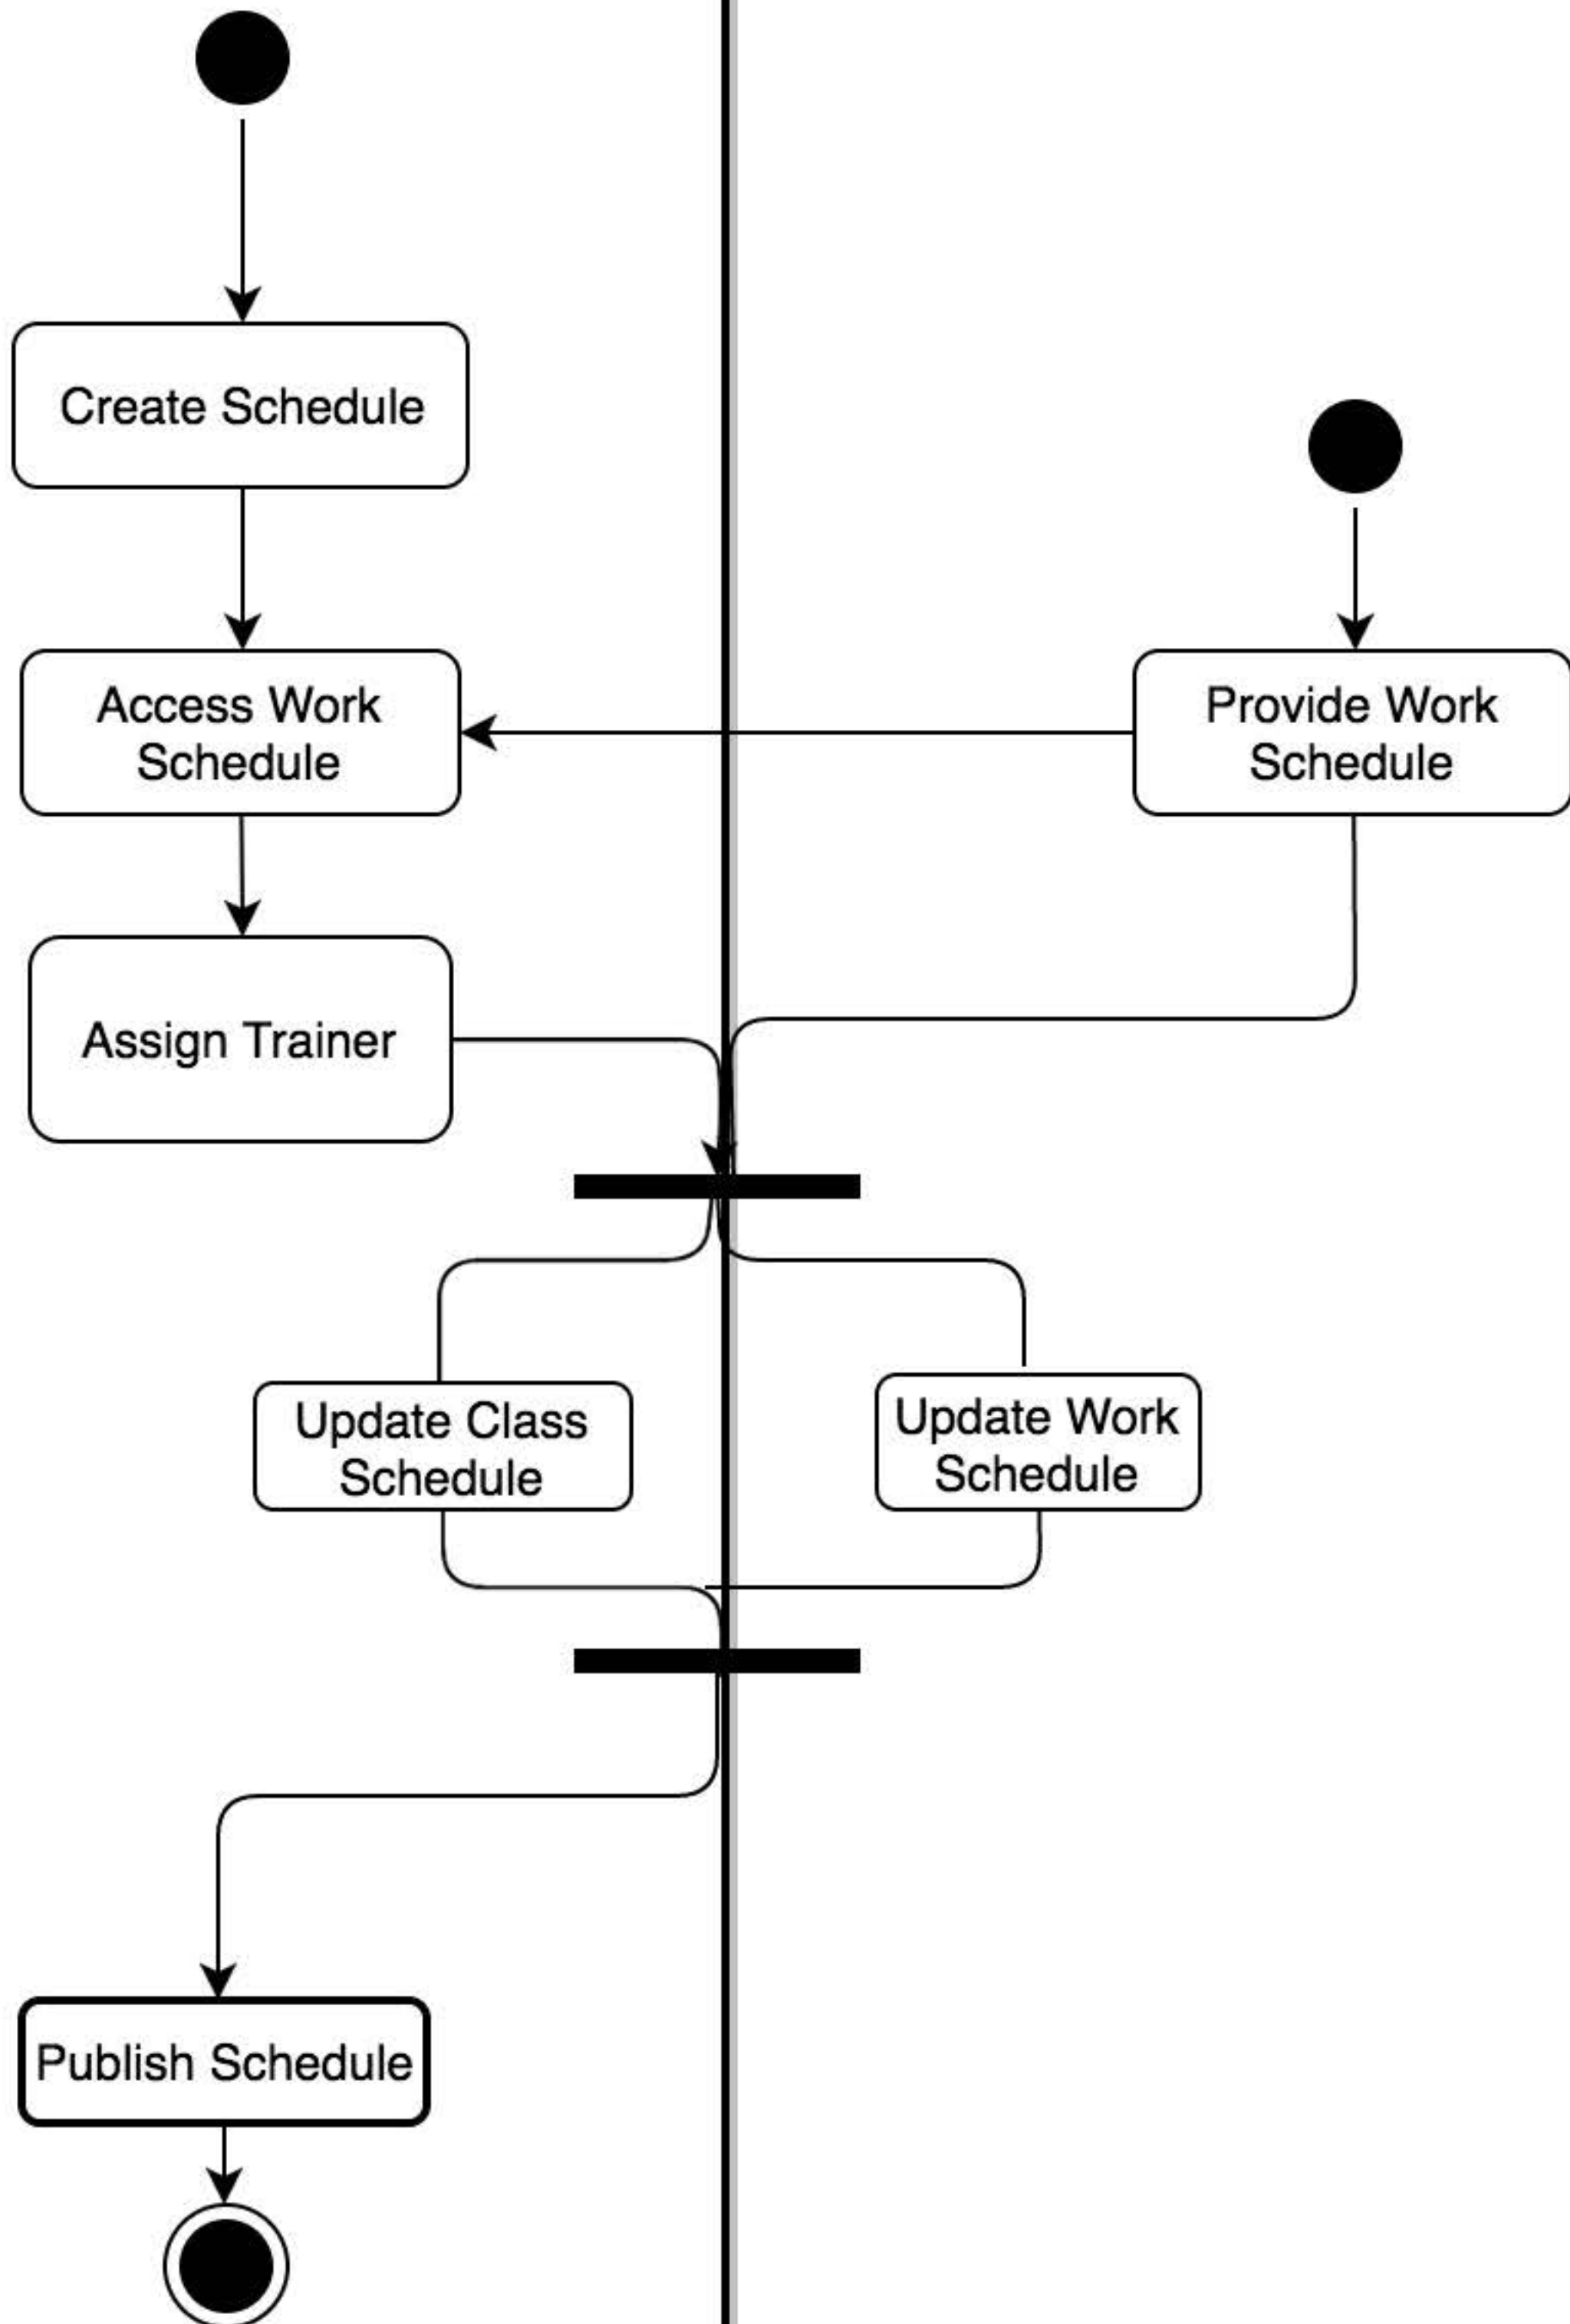 Create Schedule
Access Work
Schedule
Provide Work
Schedule
Assign Trainer
Update Class
Schedule
Update Work
Schedule
Publish Schedule